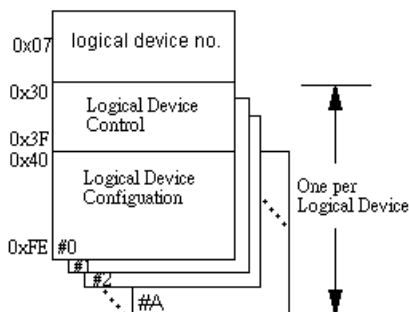 logical device no.
0x07
0x30
Logical Device
Control
0x3F
0x40
Logical Device
Configuation
One per
Logical Device
0xFE #0
#1
#2
#A